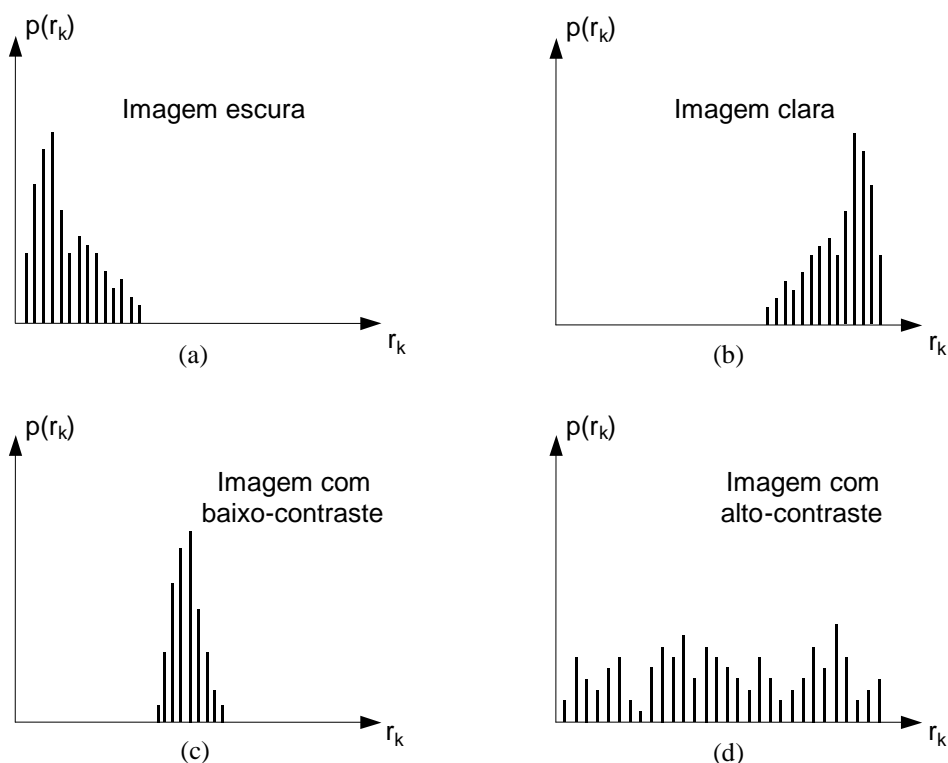 p(r_k)
Imagem escura
r_k
(a)
p(r_k)
Imagem clara
r_k
(b)
p(r_k)
Imagem com
baixo-contraste
r_k
(c)
p(r_k)
Imagem com
alto-contraste
r_k
(d)